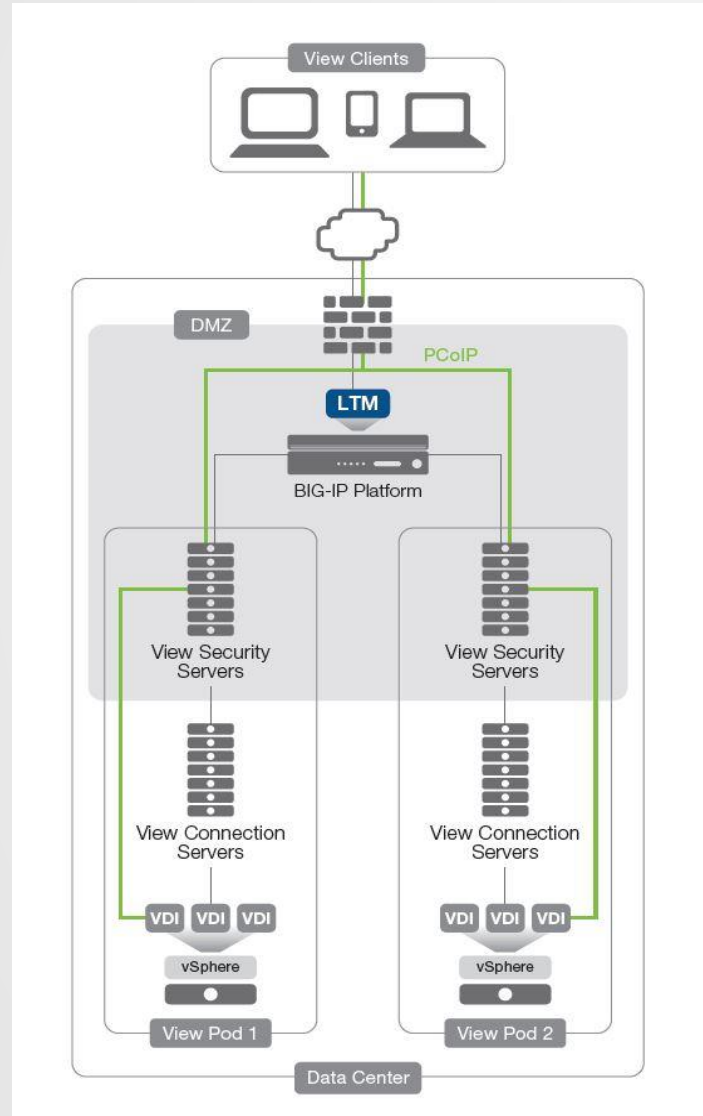 View Clients
DMZ
PCoIP
LTM
BIG-IP Platform
View Security
Servers
View Security
Servers
View Connection
Servers
View Connection
Servers
VDI VDI VDI
VDI VDI VDI
vSphere
vSphere
View Pod 1
View Pod 2
Data Center